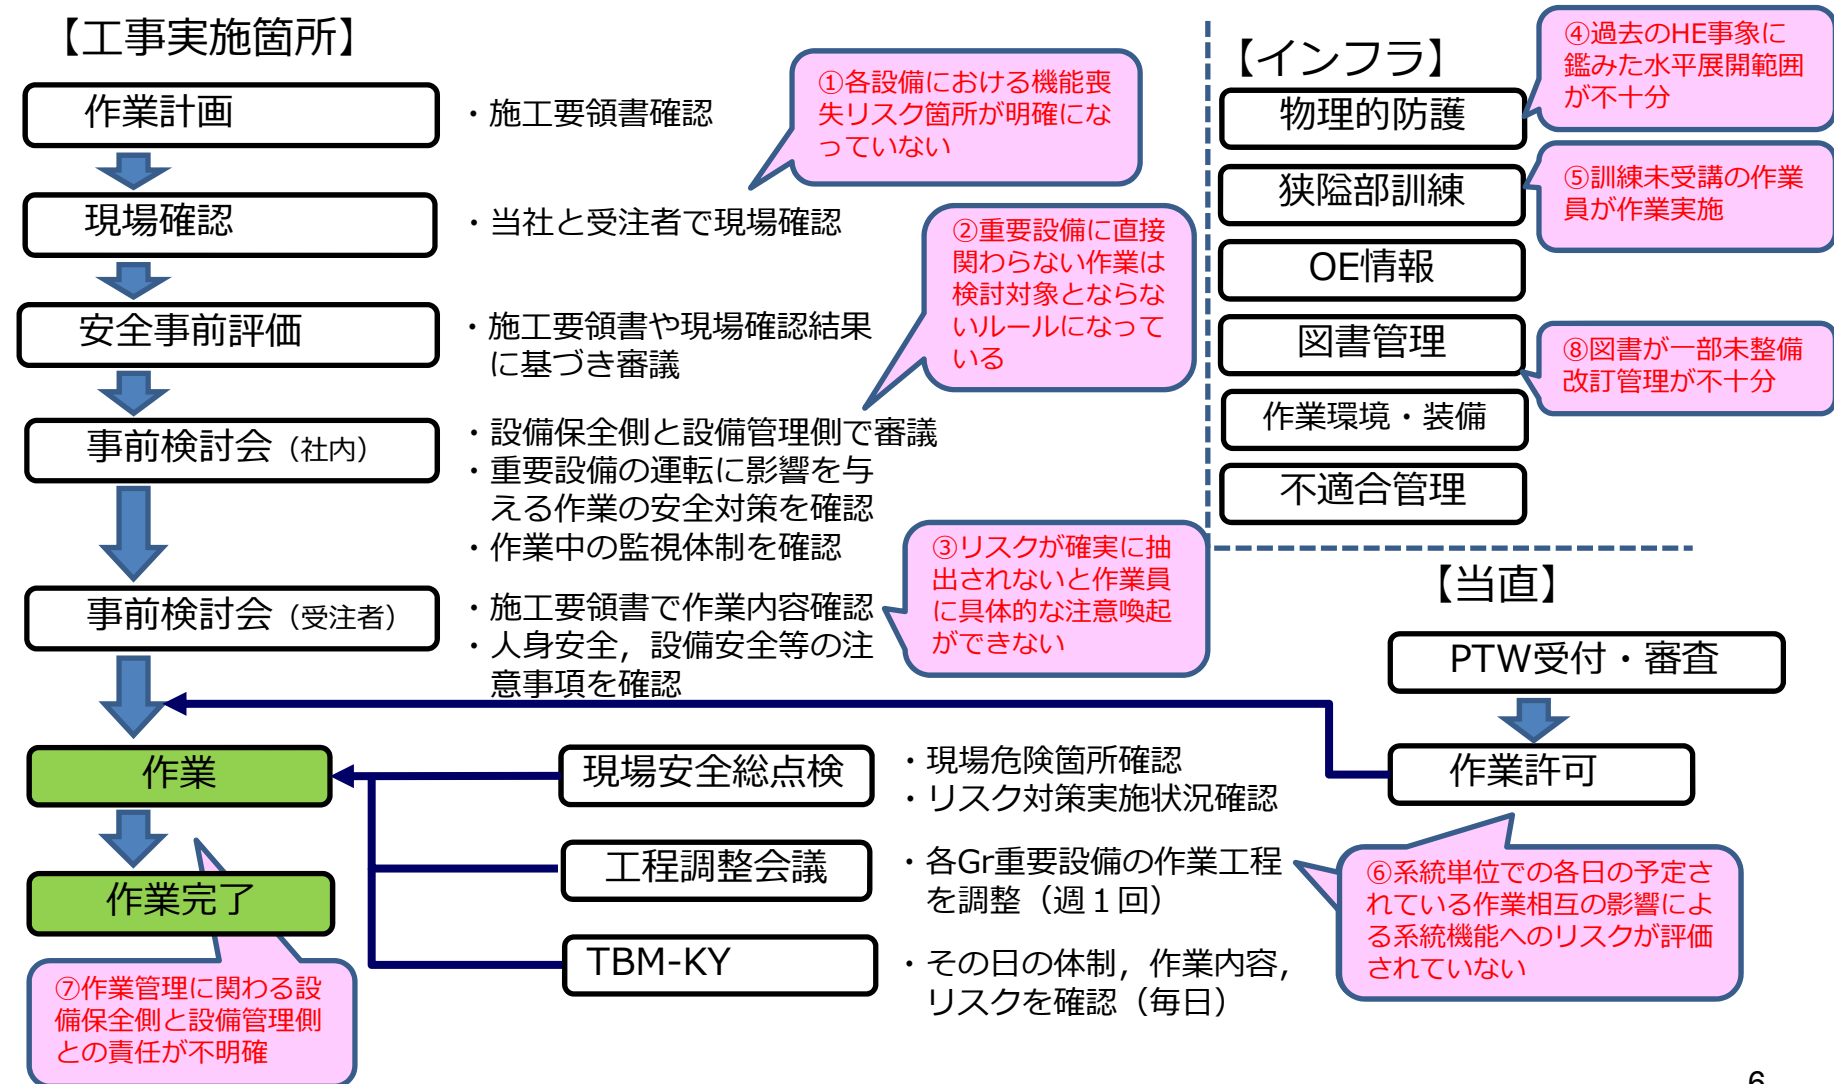 【工事実施箇所】
作業計画
・施工要領書確認
①各設備における機能喪
失リスク箇所が明確にな
っていない
現場確認
・当社と受注者で現場確認
②重要設備に直接
関わらない作業は
検討対象とならな
いルールになって
いる
安全事前評価
・施工要領書や現場確認結果
に基づき審議
事前検討会（社内）
・設備保全側と設備管理側で審議
・重要設備の運転に影響を与
える作業の安全対策を確認
・作業中の監視体制を確認
③リスクが確実に抽
出されないと作業員
に具体的な注意喚起
ができない
事前検討会（受注者）
・施工要領書で作業内容確認
・人身安全，設備安全等の注
意事項を確認
【インフラ】
物理的防護
④過去のHE事象に
鑑みた水平展開範囲
が不十分
狭隘部訓練
⑤訓練未受講の作業
員が作業実施
OE情報
図書管理
⑧図書が一部未整備
改訂管理が不十分
作業環境・装備
不適合管理
【当直】
PTW受付・審査
作業許可
作業
現場安全総点検
・現場危険箇所確認
・リスク対策実施状況確認
工程調整会議
・各Gr重要設備の作業工程
を調整（週１回）
⑥系統単位での各日の予定さ
れている作業相互の影響によ
る系統機能へのリスクが評価
されていない
作業完了
TBM-KY
・その日の体制，作業内容，
リスクを確認（毎日）
⑦作業管理に関わる設
備保全側と設備管理側
との責任が不明確
6